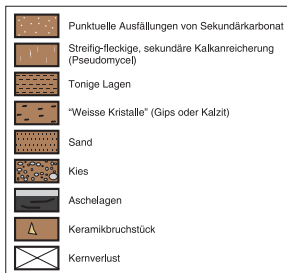 Punktuelle Ausfällungen von Sekundärkarbonat
Streifig-fleckige, sekundäre Kalkanreicherung
(Pseudomycel)
Tonige Lagen
"Weisse Kristalle" (Gips oder Kalzit)
Sand
Kies
Aschelagen
Keramikbruchstück
Kernverlust